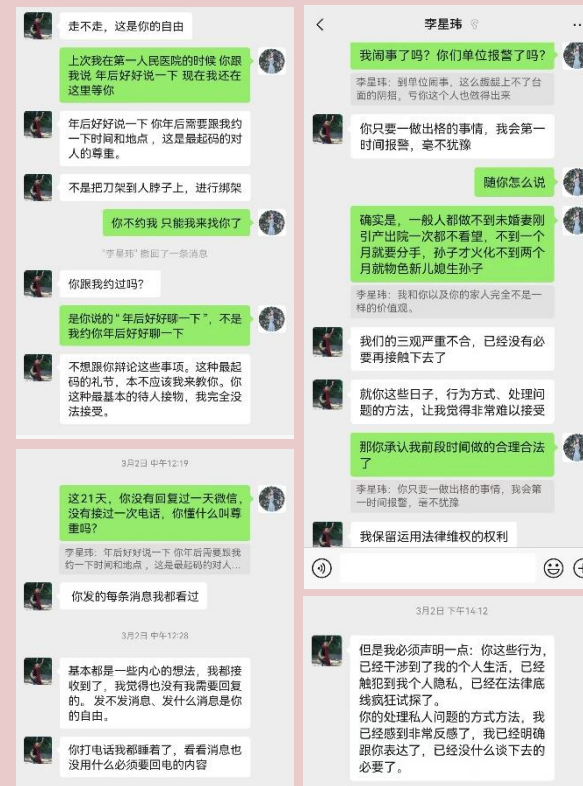 走不走，这是你的自由
上次我在第一人民医院的时候 你跟
我说 年后好好说一下 现在我还在
这里等你
年后好好说一下 你年后需要跟我约
一下时间和地点，这是最起码的对
人的尊重。
不是把刀架到人脖子上，进行绑架
你不约我 只能我来找你了
"李星玮" 撤回了一条消息
你跟我约过吗？
是你说的“年后好好聊一下”，不是
我约你年后好好聊一下
不想跟你辩论这些事项。这种最起
码的礼节，本不应该我来教你。你
这种最基本的待人接物，我完全没
法接受。
3月2日 中午12:19
这21天，你没有回复过一天微信，
没有接过一次电话，你懂什么叫尊
重吗？
李星玮：年后好好说一下 你年后需要跟我
约一下时间和地点，这是最起码的对人...
你发的每条消息我都看过
3月2日 中午12:28
基本都是一些内心的想法，我都接
收到了，我觉得也没有我需要回复
的。 发不发消息、发什么消息是你
的自由。
你打电话我都睡着了，看看消息也
没用什么必须要回电的内容
李星玮
我闹事了吗？你们单位报警了吗？
李星玮：到单位闹事，这么龌龊上不了台
面的阴招，亏你这个人也做得出来
你只要一做出格的事情，我会第一
时间报警，毫不犹豫
随你怎么说
确实是，一般人都做不到未婚妻刚
引产出院一次都不看望，不到一个
月就要分手，孙子才火化不到两个
月就物色新儿媳生孙子
李星玮：我和你以及你的家人完全不是一
样的价值观。
我们的三观严重不合，已经没有必
要再接触下去了
就你这些日子，行为方式、处理问
题的方法，让我觉得非常难以接受
那你承认我前段时间做的合理合法
了
李星玮：你只要一做出格的事情，我会第
一时间报警，毫不犹豫
我保留运用法律维权的权利
3月2日 下午14:12
但是我必须声明一点：你这些行为，
已经干涉到了我的个人生活，已经
触犯到我个人隐私，已经在法律底
线疯狂试探了。
你的处理私人问题的方式方法，我
已经感到非常反感了，我已经明确
跟你表达了，已经没什么谈下去的
必要了。